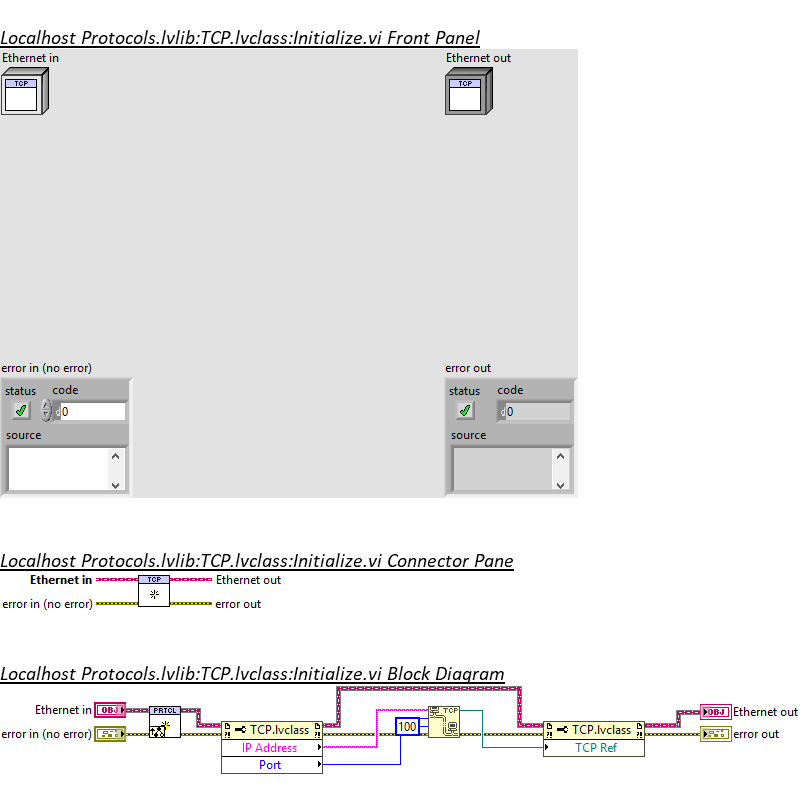 Localhost Protocols.lvlib:TCP.lvclass:Initialize.vi Front Panel
Ethernet in
Ethernet out
TCP
TCP
error in (no error)
error out
status code
status code
d 0
d 0
source
source
Localhost Protocols.lvlib:TCP.lvclass:Initialize.vi Connector Pane
Ethernet in TCP Ethernet out
error in (no error) error out
Localhost Protocols.lvlib:TCP.lvclass:Initialize.vi Block Diagram
Ethernet in OBJ PRTCL TCP OBJ Ethernet out
error in (no error) TCP.lvclass 100 TCP.lvclass error out
IP Address TCP Ref
Port